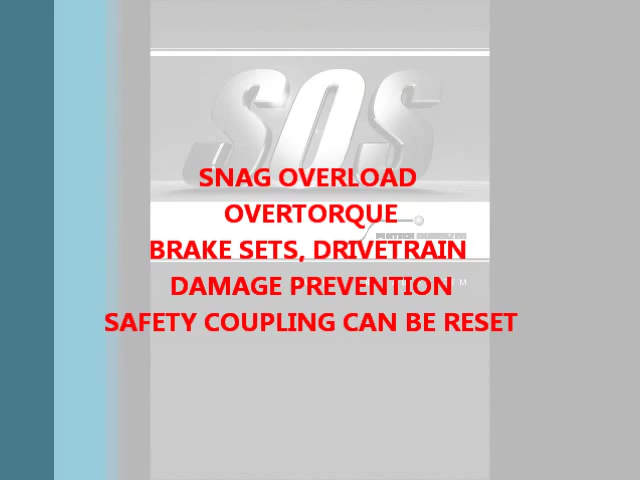 SOS
SNAG OVERLOAD
OVERTORQUE
BRAKE SETS, DRIVETRAIN
DAMAGE PREVENTION
SAFETY COUPLING CAN BE RESET